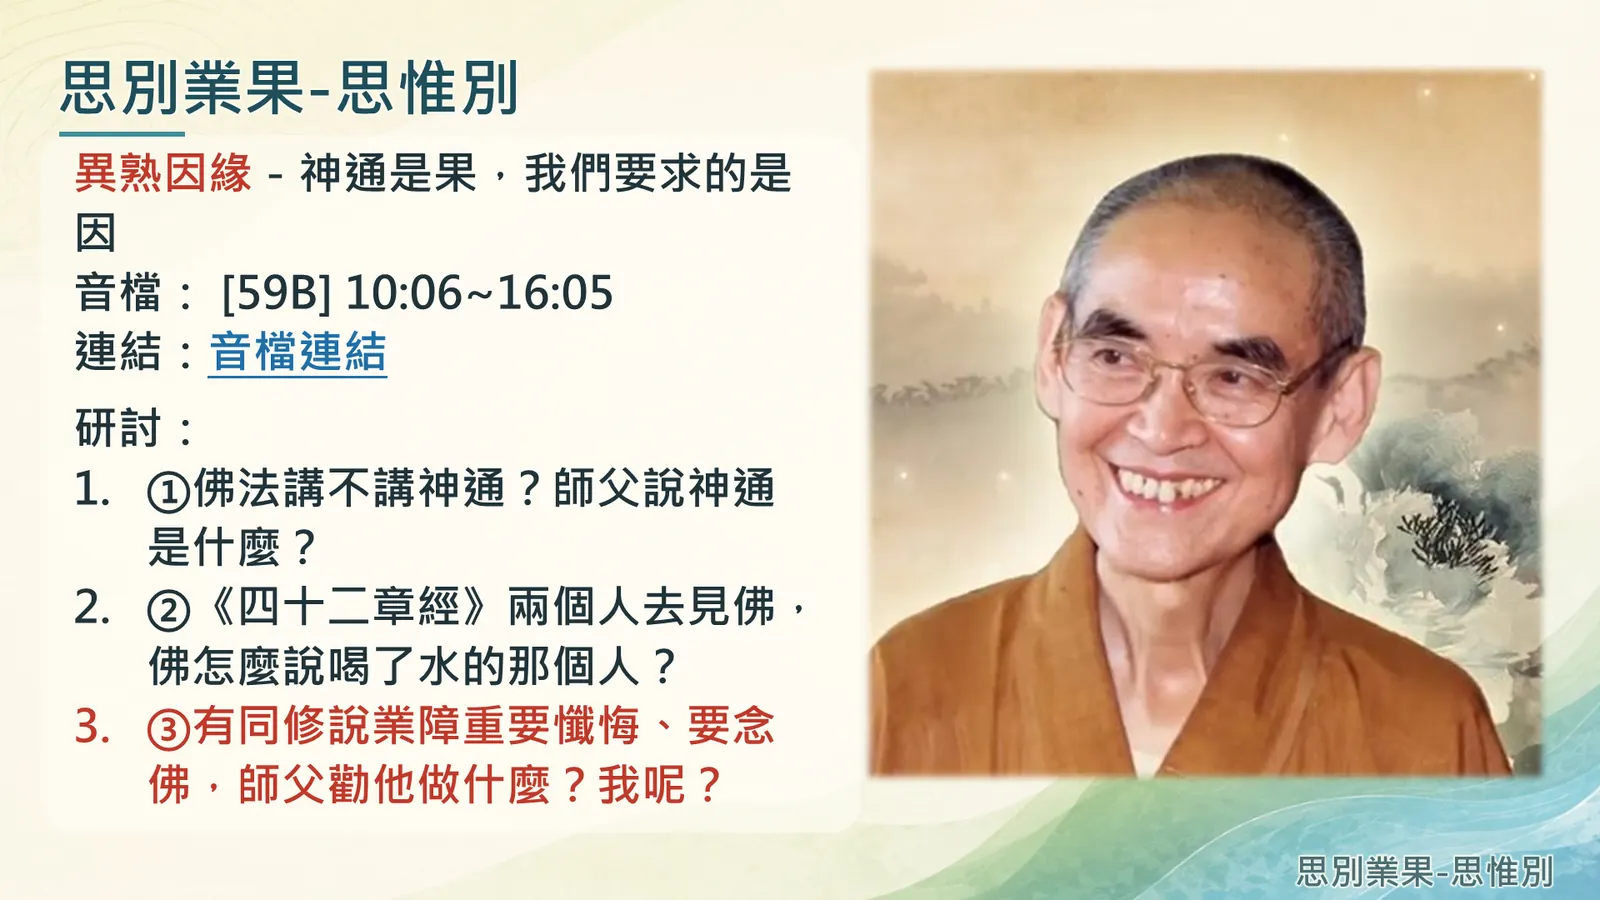 思別業果-思惟別
異熟因緣 - 神通是果，我們要求的是
因
音檔： [59B] 10:06~16:05
連結：音檔連結
研討：
1. ①佛法講不講神通？師父說神通
是什麼？
2. ②《四十二章經》兩個人去見佛，
佛怎麼說喝了水的那個人？
3. ③有同修說業障重要懺悔、要念
佛，師父勸他做什麼？我呢？
思別業果-思惟別